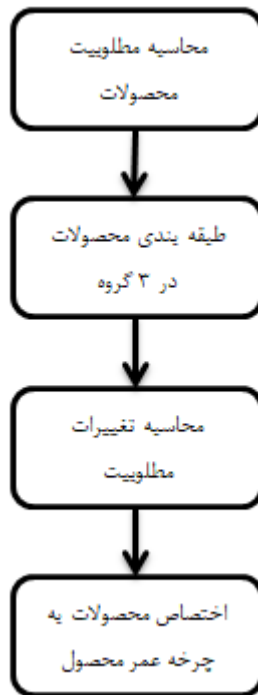 محاسبه مطلوبیت
محصولات
طبقه بندی محصولات
در ۳ گروه
محاسبه تغییرات
مطلوبیت
اختصاص محصولات به
چرخه عمر محصول